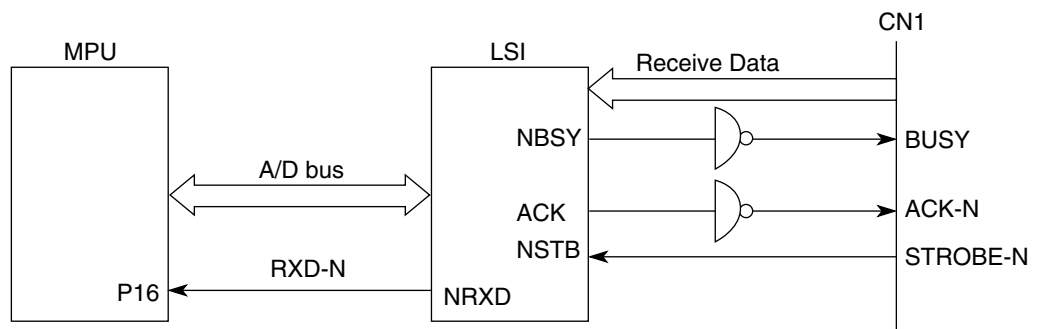 CN1
MPU
LSI
Receive Data
NBSY
BUSY
A/D bus
ACK
ACK-N
NSTB
STROBE-N
RXD-N
P16
NRXD